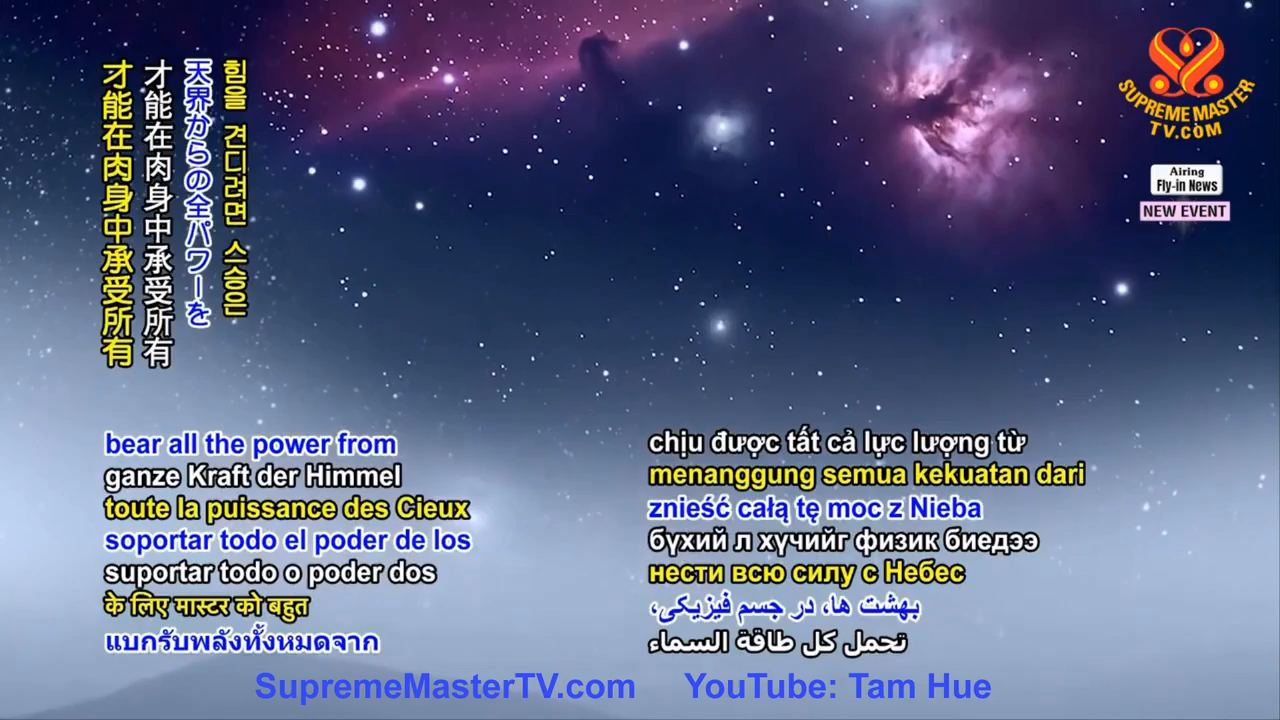 힘을 견디려면 스승은
天界からの全パワーを
才能在肉身中承受所有
才能在肉身中承受所有
SUPREME MASTER
TV.COM
Airing
Fly-in News
NEW EVENT
bear all the power from
ganze Kraft der Himmel
toute la puissance des Cieux
soportar todo el poder de los
suportar todo o poder dos
के लिए मास्टर को बहुत
แบกรับพลังทั้งหมดจาก
chịu được tất cả lực lượng từ
menanggung semua kekuatan dari
znieść całą tę moc z Nieba
бүхий л хүчийг физик биедээ
нести всю силу с Небес
بهشت ها، در جسم فیزیکی،
تحمل كل طاقة السماء
SupremeMasterTV.com YouTube: Tam Hue